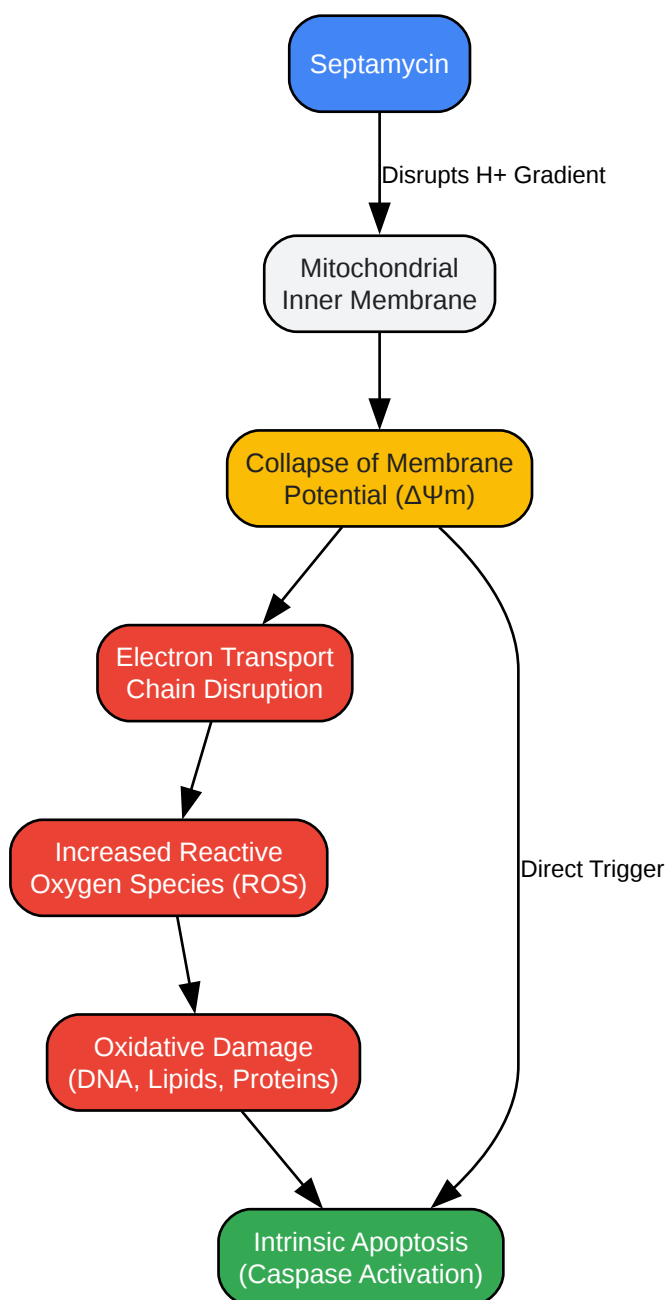 Septamycin
Disrupts H+ Gradient
Mitochondrial
Inner Membrane
Collapse of Membrane
Potential (ΔΨm)
Electron Transport
Chain Disruption
Increased Reactive
Oxygen Species (ROS)
Direct Trigger
Oxidative Damage
(DNA, Lipids, Proteins)
Intrinsic Apoptosis
(Caspase Activation)